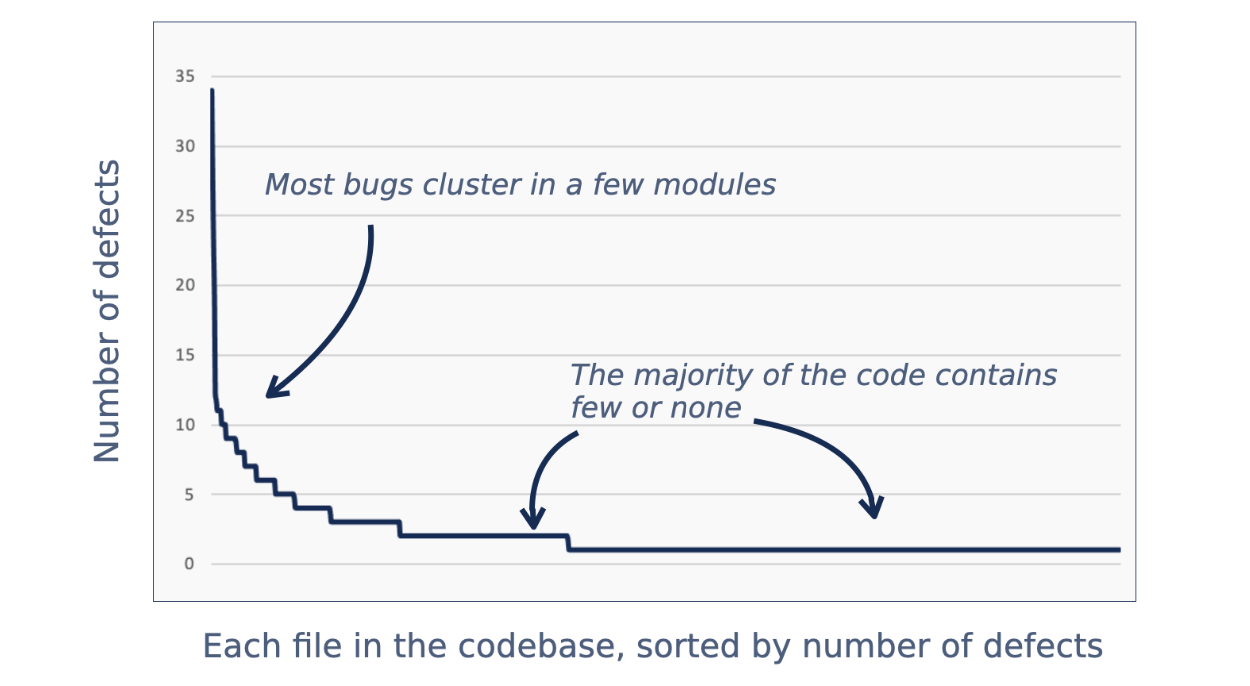 35
30
Most bugs cluster in a few modules
25
20
15
The majority of the code contains
few or none
10
5
0
Number of defects
Each file in the codebase, sorted by number of defects